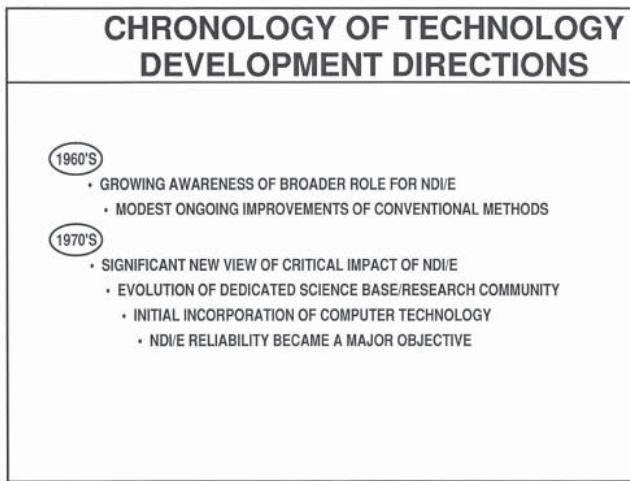 CHRONOLOGY OF TECHNOLOGY
DEVELOPMENT DIRECTIONS
1960'S
• GROWING AWARENESS OF BROADER ROLE FOR NDI/E
• MODEST ONGOING IMPROVEMENTS OF CONVENTIONAL METHODS
1970'S
• SIGNIFICANT NEW VIEW OF CRITICAL IMPACT OF NDI/E
• EVOLUTION OF DEDICATED SCIENCE BASE/RESEARCH COMMUNITY
• INITIAL INCORPORATION OF COMPUTER TECHNOLOGY
• NDI/E RELIABILITY BECAME A MAJOR OBJECTIVE